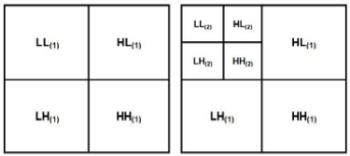 LL(1) HL(1)
LH(1) HH(1)
LL(2) HL(2)
LH(2) HH(2)
HL(1)
LH(1) HH(1)